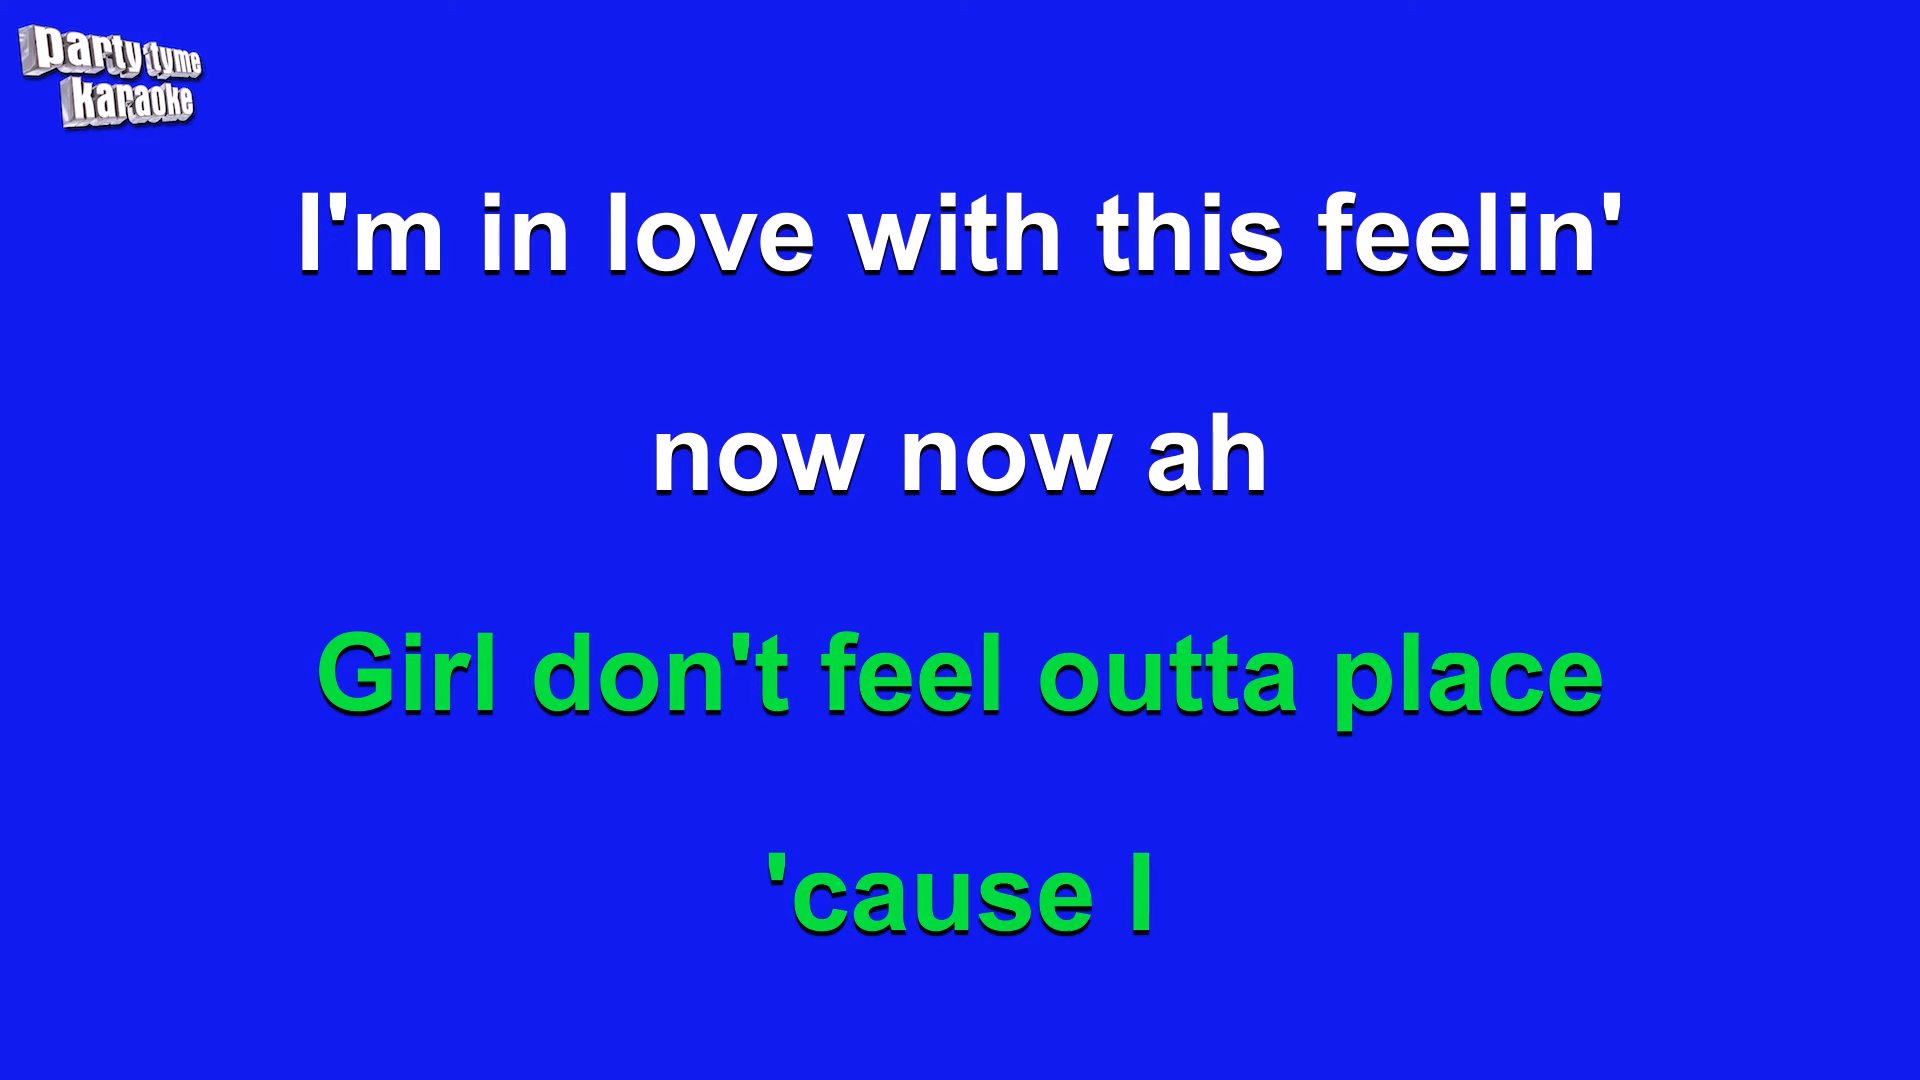 party tyme
karaoke
I'm in love with this feelin'
now now ah
Girl don't feel outta place
'cause I